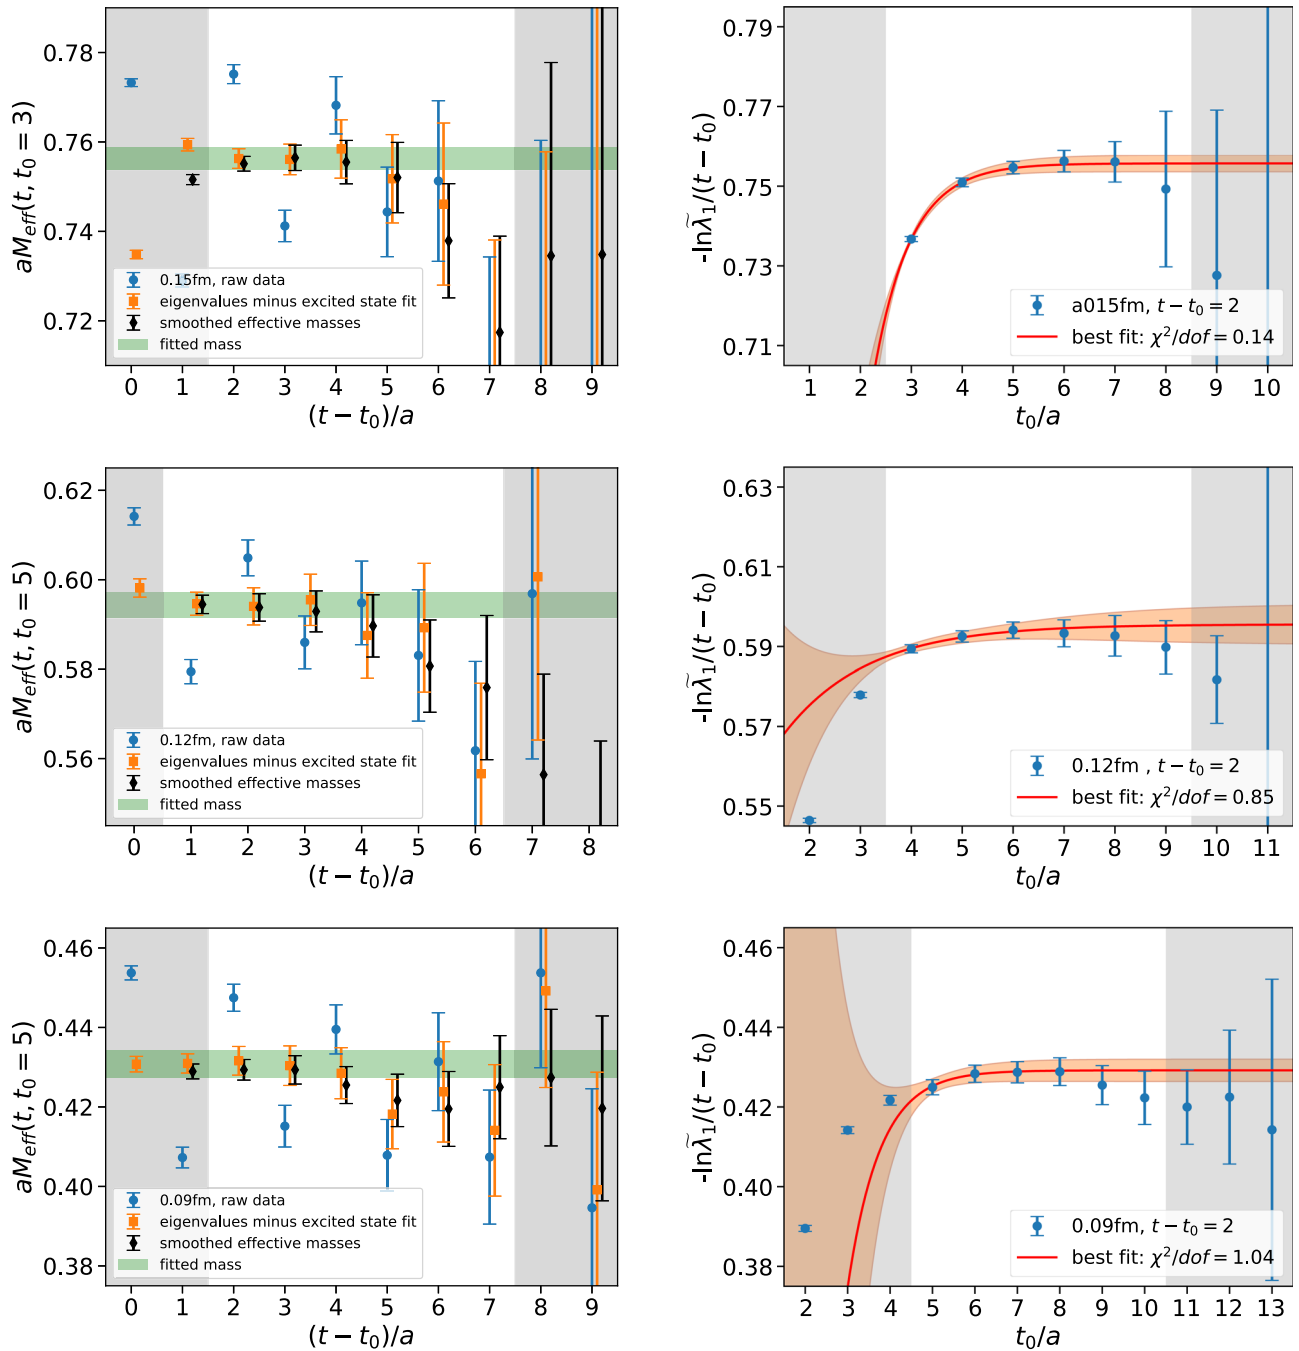 0.78
0.76
0.74
0.72
aM_eff(t, t_0 = 3)
0.15fm, raw data
eigenvalues minus excited state fit
smoothed effective masses
fitted mass
0 1 2 3 4 5 6 7 8 9
(t − t_0)/a
0.79
0.77
0.75
0.73
0.71
-lnλ̃_1/(t − t_0)
a015fm, t − t_0 = 2
best fit: χ²/dof = 0.14
1 2 3 4 5 6 7 8 9 10
t_0/a
0.62
0.60
0.58
0.56
aM_eff(t, t_0 = 5)
0.12fm, raw data
eigenvalues minus excited state fit
smoothed effective masses
fitted mass
0 1 2 3 4 5 6 7 8
(t − t_0)/a
0.63
0.61
0.59
0.57
0.55
-lnλ̃_1/(t − t_0)
0.12fm , t − t_0 = 2
best fit: χ²/dof = 0.85
2 3 4 5 6 7 8 9 10 11
t_0/a
0.46
0.44
0.42
0.40
0.38
aM_eff(t, t_0 = 5)
0.09fm, raw data
eigenvalues minus excited state fit
smoothed effective masses
fitted mass
0 1 2 3 4 5 6 7 8 9
(t − t_0)/a
0.46
0.44
0.42
0.40
0.38
-lnλ̃_1/(t − t_0)
0.09fm, t − t_0 = 2
best fit: χ²/dof = 1.04
2 3 4 5 6 7 8 9 10 11 12 13
t_0/a